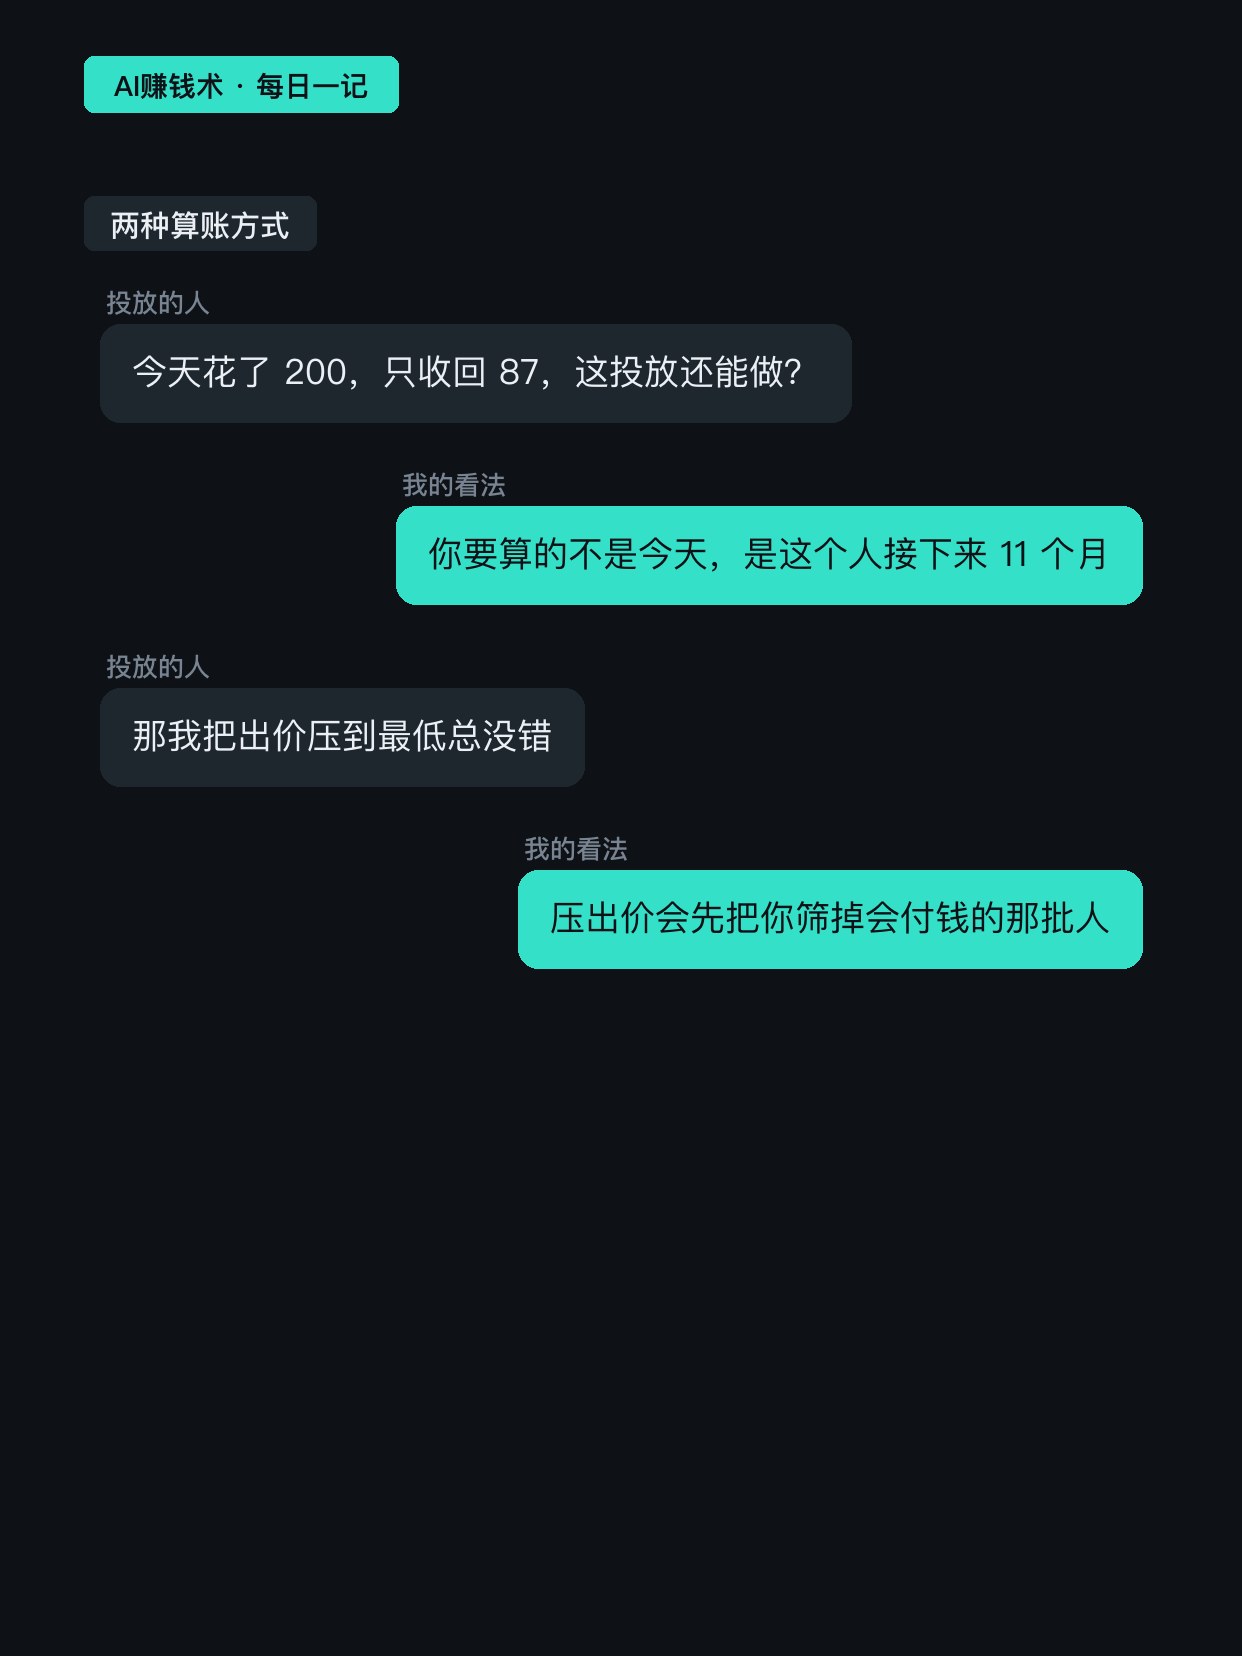 AI赚钱术 · 每日一记
两种算账方式
投放的人
今天花了 200，只收回 87，这投放还能做？
我的看法
你要算的不是今天，是这个人接下来 11 个月
投放的人
那我把出价压到最低总没错
我的看法
压出价会先把你筛掉会付钱的那批人